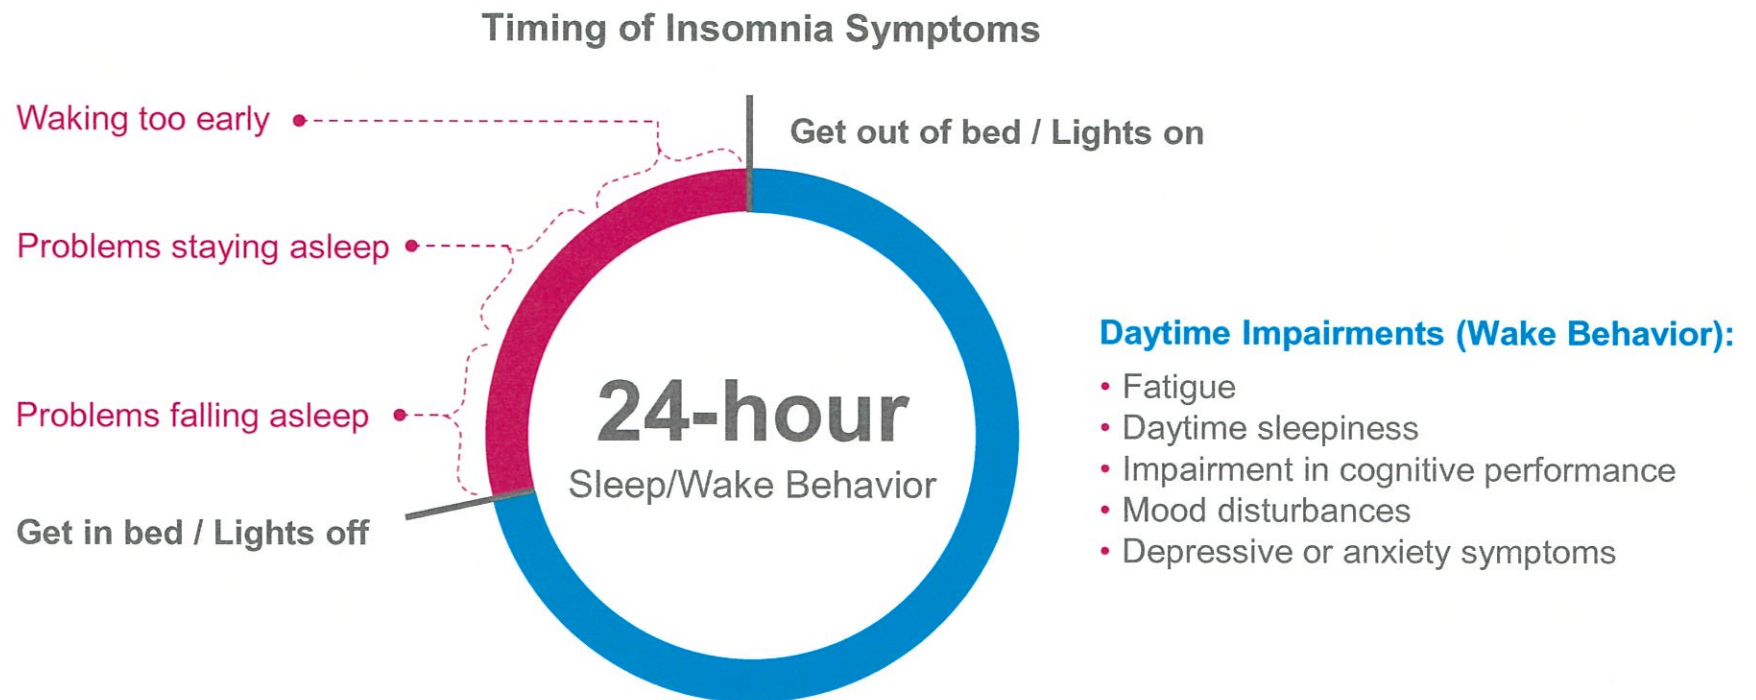 Timing of Insomnia Symptoms
Waking too early
Get out of bed / Lights on
Problems staying asleep
Problems falling asleep
Get in bed / Lights off
24-hour
Sleep/Wake Behavior
Daytime Impairments (Wake Behavior):
• Fatigue
• Daytime sleepiness
• Impairment in cognitive performance
• Mood disturbances
• Depressive or anxiety symptoms